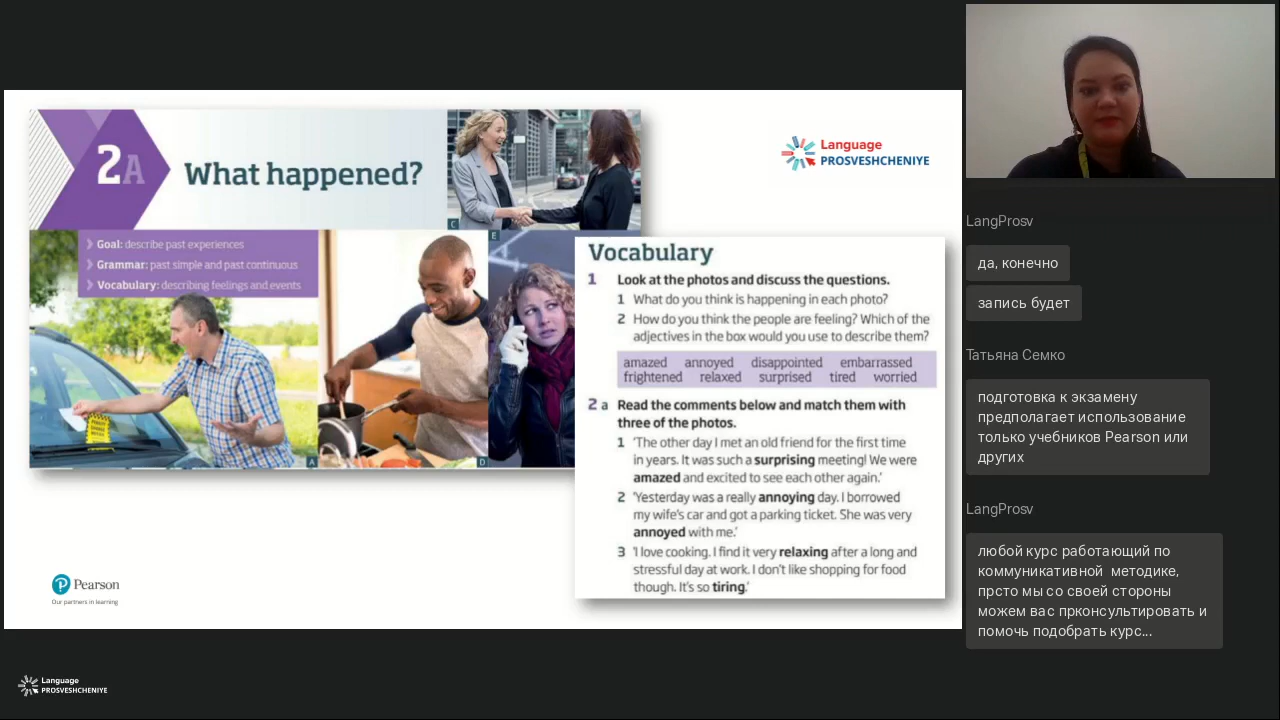 2A
What happened?
Goal: describe past experiences
Grammar: past simple and past continuous
Vocabulary: describing feelings and events
C
E
A
D
Language
PROSVESHCHENIYE
Vocabulary
1 Look at the photos and discuss the questions.
1 What do you think is happening in each photo?
2 How do you think the people are feeling? Which of the
adjectives in the box would you use to describe them?
amazed annoyed disappointed embarrassed
frightened relaxed surprised tired worried
2 a Read the comments below and match them with
three of the photos.
1 'The other day I met an old friend for the first time
in years. It was such a surprising meeting! We were
amazed and excited to see each other again.'
2 'Yesterday was a really annoying day. I borrowed
my wife's car and got a parking ticket. She was very
annoyed with me.'
3 'I love cooking. I find it very relaxing after a long and
stressful day at work. I don't like shopping for food
though. It's so tiring.'
Pearson
Our partners in learning
Language
PROSVESHCHENIYE
LangProsv
да, конечно
запись будет
Татьяна Семко
подготовка к экзамену
предполагает использование
только учебников Pearson или
других
LangProsv
любой курс работающий по
коммуникативной методике,
прсто мы со своей стороны
можем вас прконсультировать и
помочь подобрать курс...